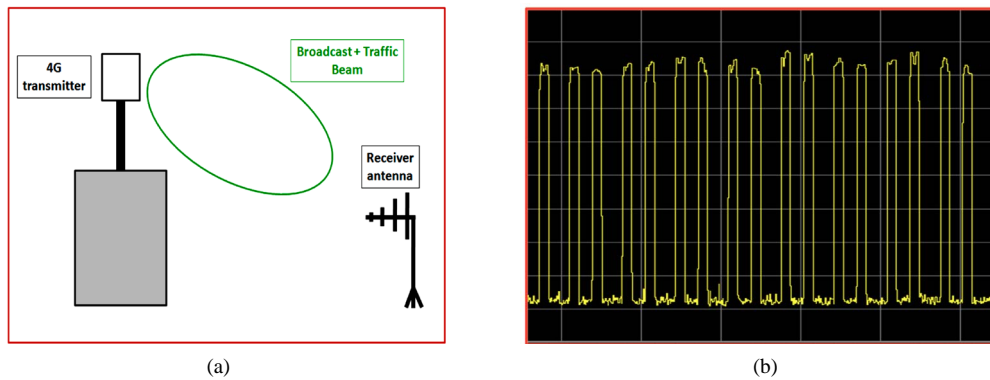 4G
transmitter
Broadcast + Traffic
Beam
Receiver
antenna
(a)
(b)